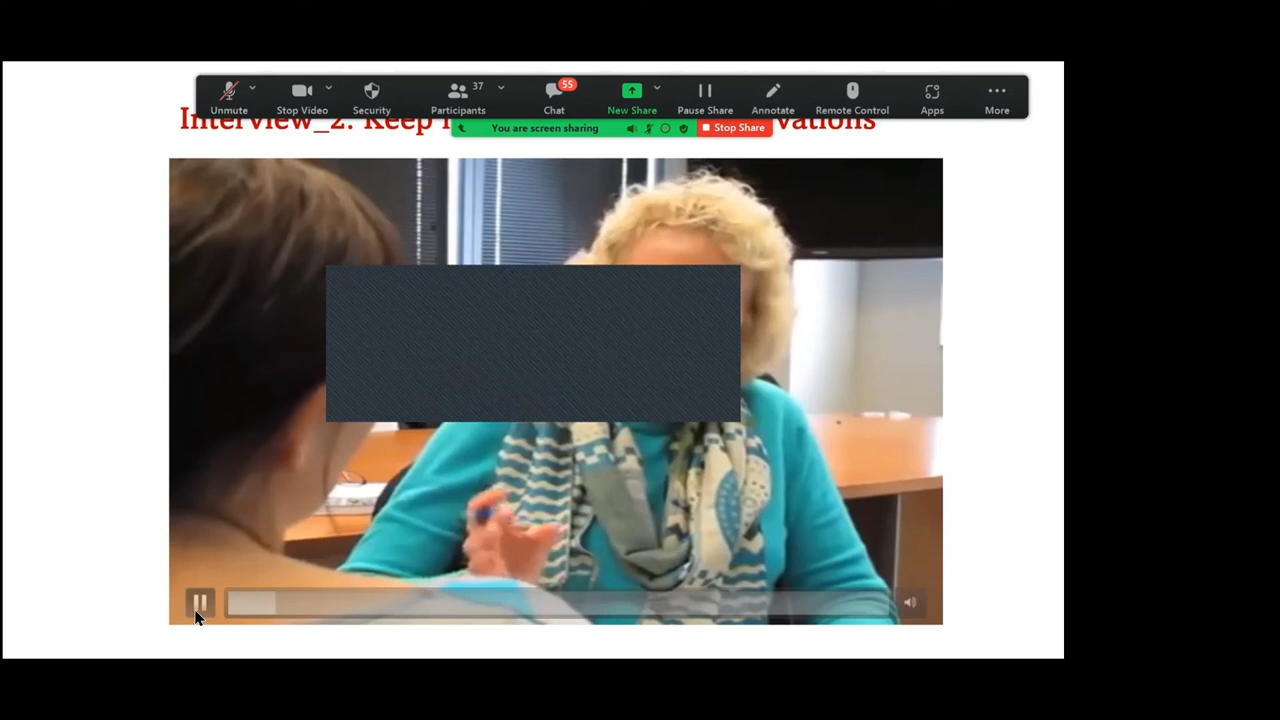 37
55
Unmute
Stop Video
Security
Participants
Chat
New Share
Pause Share
Annotate
Remote Control
Apps
More
Interview_2: Keep
You are screen sharing
Stop Share